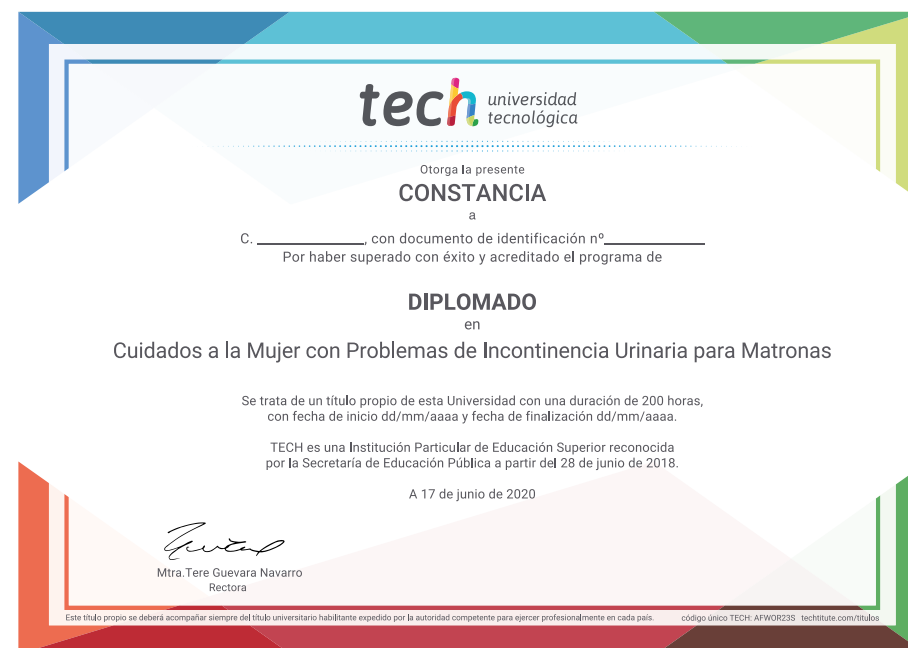 tech universidad
tecnológica
Otorga la presente
CONSTANCIA
a
C. ____________, con documento de identificación nº____________
Por haber superado con éxito y acreditado el programa de
DIPLOMADO
en
Cuidados a la Mujer con Problemas de Incontinencia Urinaria para Matronas
Se trata de un título propio de esta Universidad con una duración de 200 horas,
con fecha de inicio dd/mm/aaaa y fecha de finalización dd/mm/aaaa.
TECH es una Institución Particular de Educación Superior reconocida
por la Secretaría de Educación Pública a partir del 28 de junio de 2018.
A 17 de junio de 2020
Mtra.Tere Guevara Navarro
Rectora
Este título propio se deberá acompañar siempre del título universitario habilitante expedido por la autoridad competente para ejercer profesionalmente en cada país. código único TECH: AFWOR23S techtitute.com/titulos